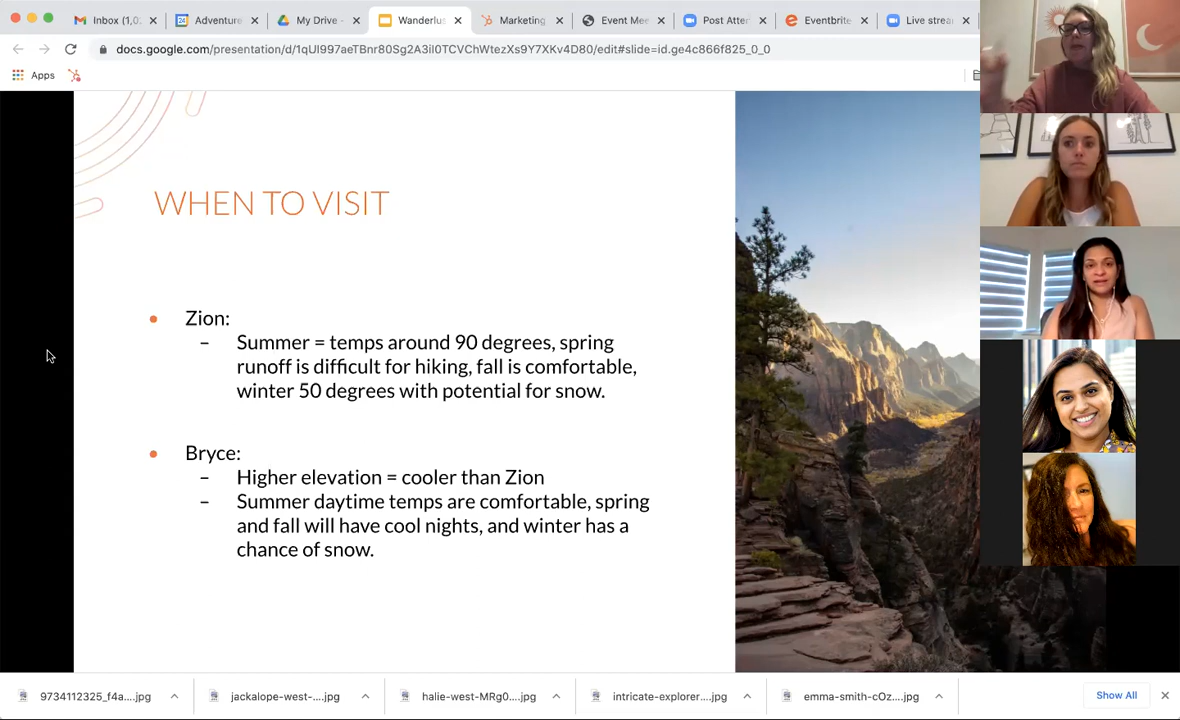 Inbox (1,0
Adventure
My Drive -
Wanderlus
Marketing
Event Mee
Post Atter
Eventbrite
Live strea
docs.google.com/presentation/d/1qUI997aeTBnr80Sg2A3iI0TCVChWtezXs9Y7XKv4D80/edit#slide=id.ge4c866f825_0_0
Apps
WHEN TO VISIT
Zion:
- Summer = temps around 90 degrees, spring
runoff is difficult for hiking, fall is comfortable,
winter 50 degrees with potential for snow.
Bryce:
- Higher elevation = cooler than Zion
- Summer daytime temps are comfortable, spring
and fall will have cool nights, and winter has a
chance of snow.
9734112325_f4a....jpg
jackalope-west-....jpg
halie-west-MRg0....jpg
intricate-explorer....jpg
emma-smith-cOz....jpg
Show All